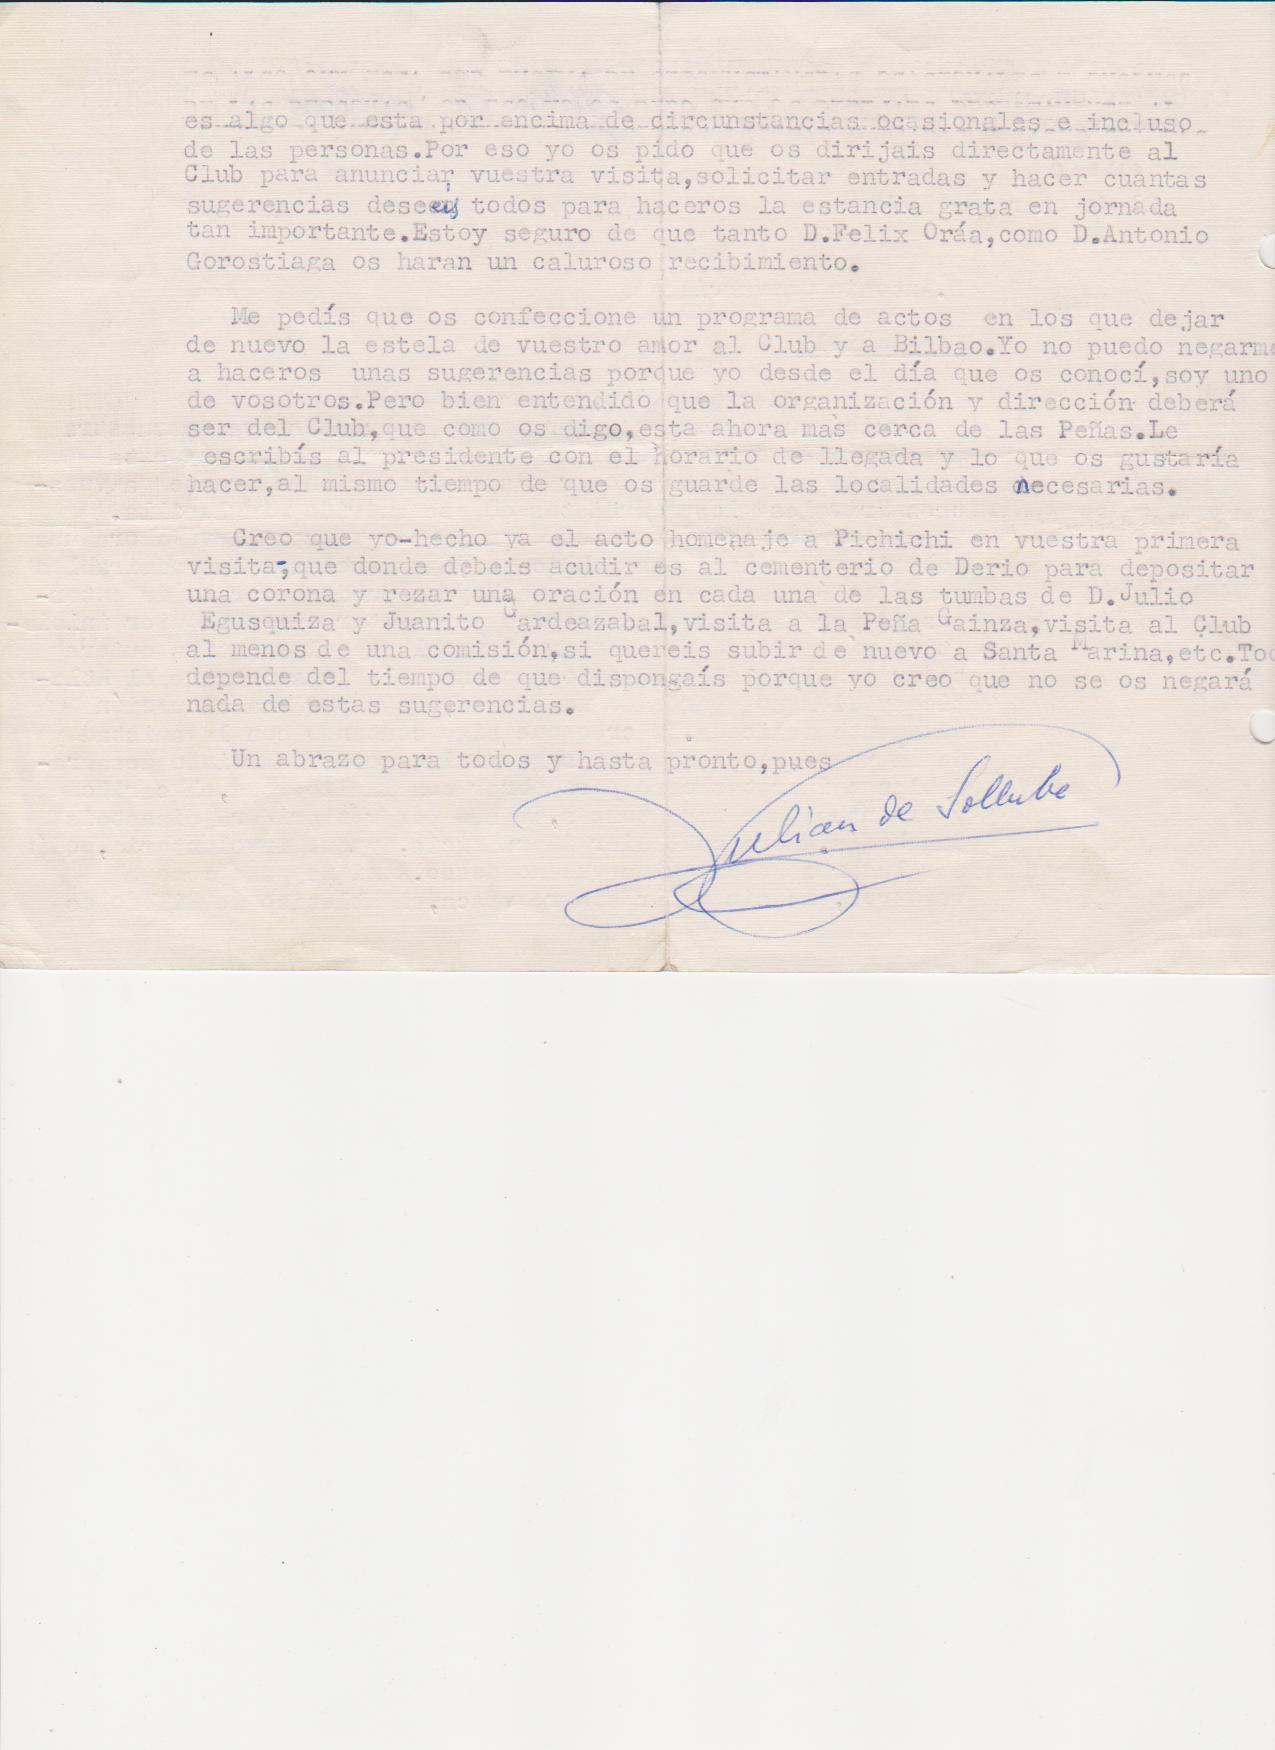 es algo que esta por encima de circunstancias ocasionales e incluso
de las personas.Por eso yo os pido que os dirijais directamente al
Club para anunciar vuestra visita,solicitar entradas y hacer cuantas
sugerencias deseeis todos para haceros la estancia grata en jornada
tan importante.Estoy seguro de que tanto D.Felix Oráa,como D.Antonio
Gorostiaga os haran un caluroso recibimiento.
Me pedís que os confeccione un programa de actos en los que dejar
de nuevo la estela de vuestro amor al Club y a Bilbao.Yo no puedo negarme
a haceros unas sugerencias porque yo desde el día que os conocí,soy uno
de vosotros.Pero bien entendido que la organización y dirección deberá
ser del Club,que como os digo,esta ahora mas cerca de las Peñas.Le
escribís al presidente con el horario de llegada y lo que os gustaría
hacer,al mismo tiempo de que os guarde las localidades necesarias.
Creo que yo-hecho ya el acto homenaje a Pichichi en vuestra primera
visita-,que donde debeis acudir es al cementerio de Derio para depositar
una corona y rezar una oración en cada una de las tumbas de D.Julio
Egusquiza y Juanito Gardeazabal,visita a la Peña Gainza,visita al Club
al menos de una comisión,si quereis subir de nuevo a Santa Marina,etc.Tod
depende del tiempo de que dispongaís porque yo creo que no se os negará
nada de estas sugerencias.
Un abrazo para todos y hasta pronto,pues
Julian de Sollube